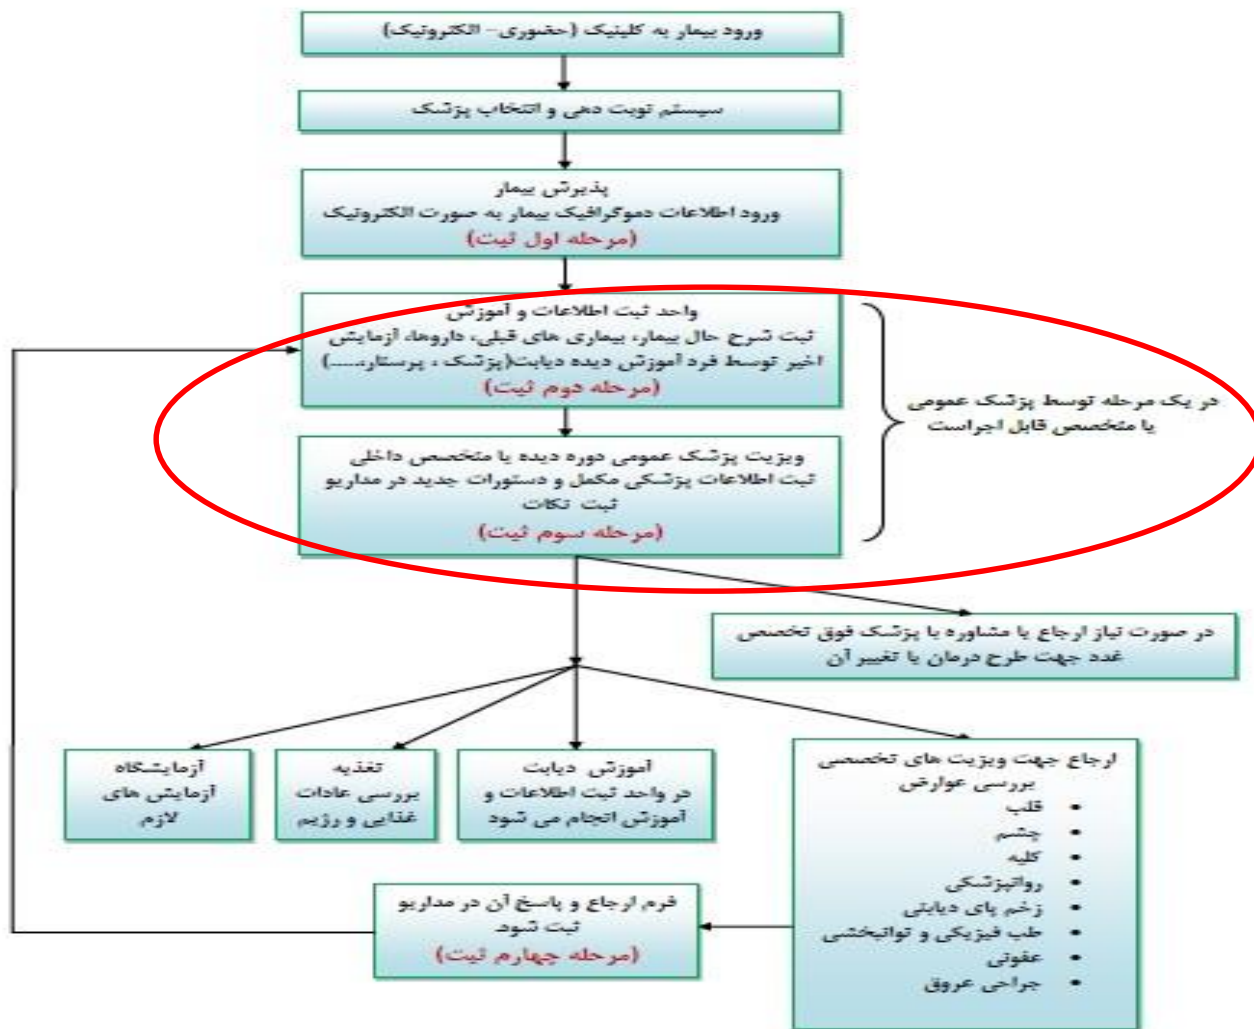 ورود بیمار به کلینیک (حضوری- الکترونیک)
سیستم نوبت دهی و انتخاب پزشک
پذیرش بیمار
ورود اطلاعات دموگرافیک بیمار به صورت الکترونیک
(مرحله اول ثبت)
واحد ثبت اطلاعات و آموزش
ثبت شرح حال بیمار، بیماری های قبلی، داروها، آزمایش
اخیر توسط فرد آموزش دیده دیابت(پزشک ، پرستار،.....)
(مرحله دوم ثبت)
در یک مرحله توسط پزشک عمومی
یا متخصص قابل اجراست
ویزیت پزشک عمومی دوره دیده یا متخصص داخلی
ثبت اطلاعات پزشکی مکمل و دستورات جدید در مداریو
ثبت نکات
(مرحله سوم ثبت)
در صورت نیاز ارجاع یا مشاوره با پزشک فوق تخصص
غدد جهت طرح درمان یا تغییر آن
ارجاع جهت ویزیت های تخصصی
بررسی عوارض
• قلب
• چشم
• کلیه
• روانپزشکی
• زخم پای دیابتی
• طب فیزیکی و توانبخشی
• عفونی
• جراحی عروق
آموزش دیابت
در واحد ثبت اطلاعات و
آموزش انجام می شود
تغذیه
بررسی عادات
غذایی و رژیم
آزمایشگاه
آزمایش های
لازم
فرم ارجاع و پاسخ آن در مداریو
ثبت شود.
(مرحله چهارم ثبت)